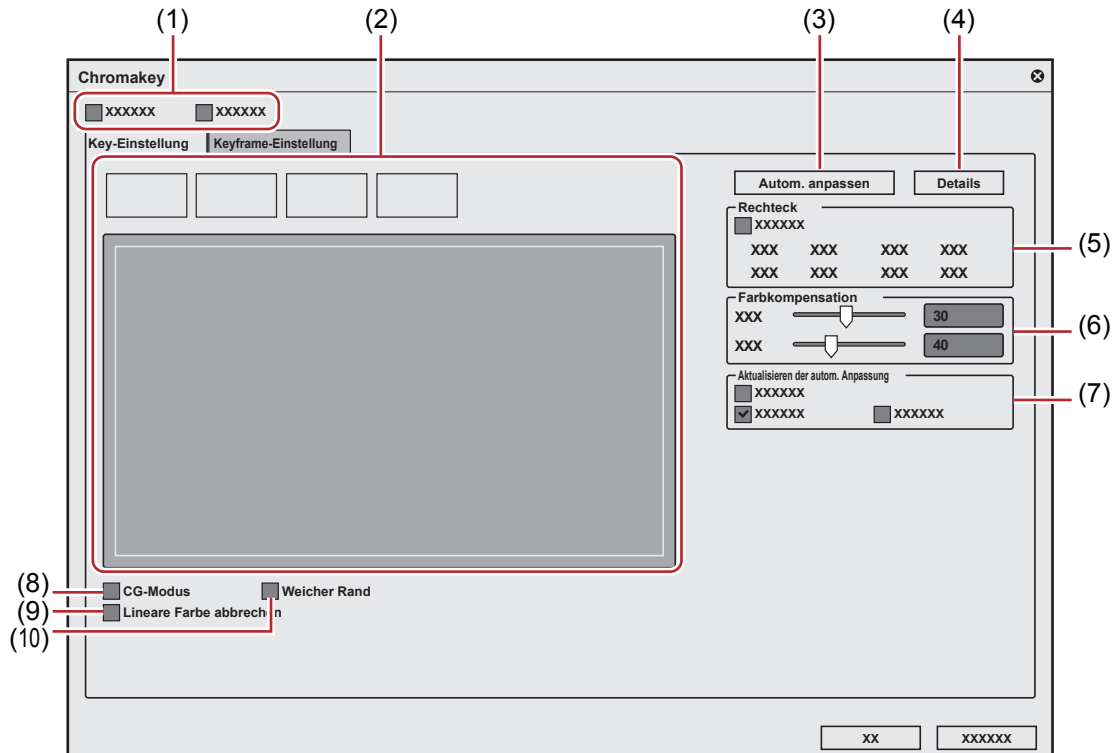 (1) (2) (3) (4)
Chromakey
XXXXXX XXXXXX
Key-Einstellung Keyframe-Einstellung
Autom. anpassen Details
Rechteck
XXXXXX
XXX XXX XXX XXX
XXX XXX XXX XXX
(5)
Farbkompensation
XXX 30
XXX 40
(6)
Aktualisieren der autom. Anpassung
XXXXXX
XXXXXX XXXXXX
(7)
(8) CG-Modus Weicher Rand
(9) Lineare Farbe abbrechen
(10)
XX XXXXXX